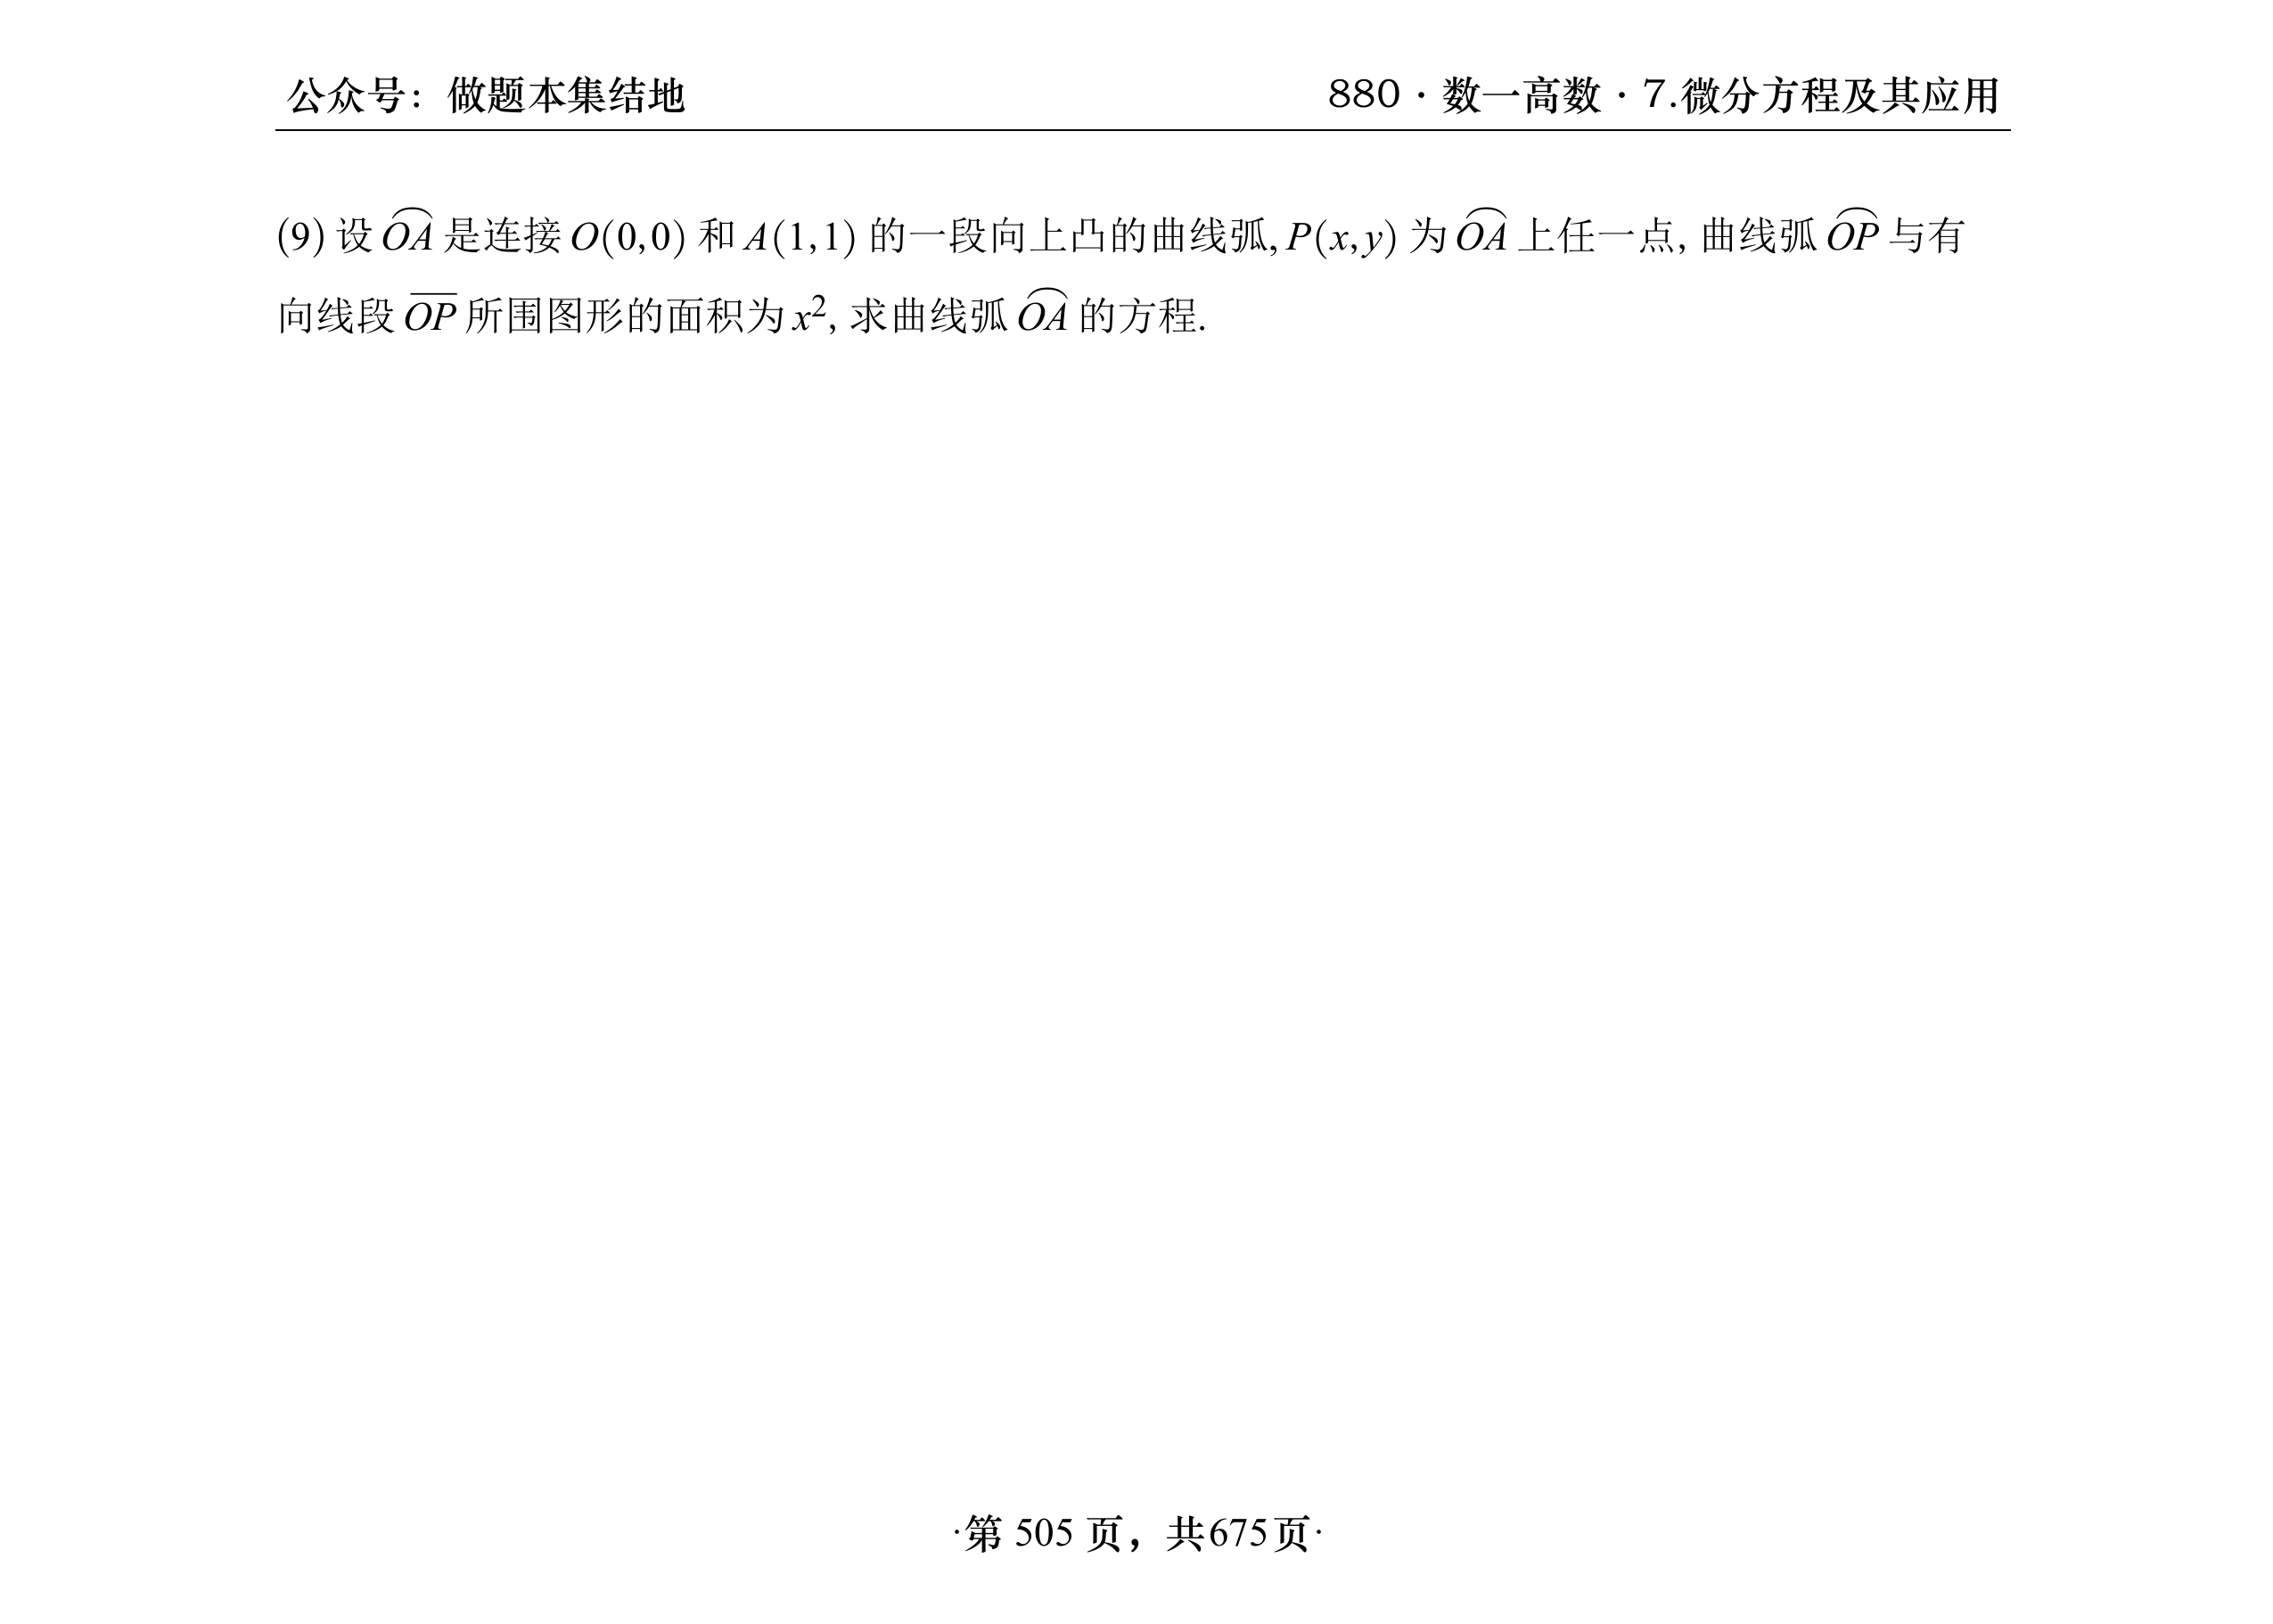 公众号：做题本集结地
880·数一高数·7.微分方程及其应用
(9) 设 $\overset{\frown}{OA}$ 是连接 O(0,0) 和 A(1,1) 的一段向上凸的曲线弧, P(x,y) 为 $\overset{\frown}{OA}$ 上任一点, 曲线弧 $\overset{\frown}{OP}$ 与有
向线段 $\overline{OP}$ 所围图形的面积为 x², 求曲线弧 $\overset{\frown}{OA}$ 的方程.
·第 505 页，共675页·